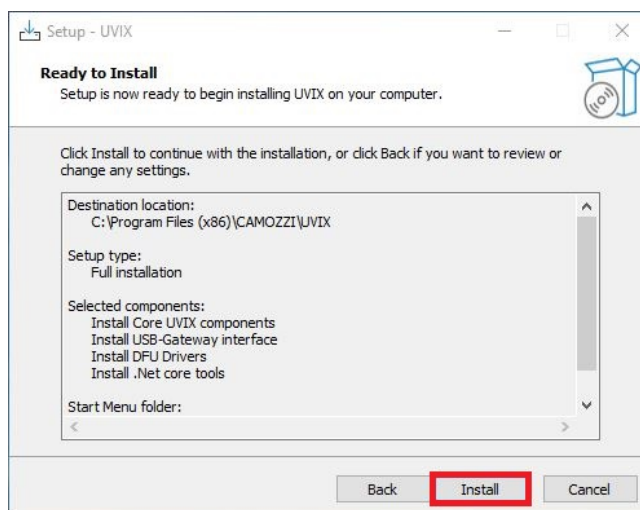 Setup - UVIX
Ready to Install
Setup is now ready to begin installing UVIX on your computer.
Click Install to continue with the installation, or click Back if you want to review or
change any settings.
Destination location:
C:\Program Files (x86)\CAMOZZI\UVIX
Setup type:
Full installation
Selected components:
Install Core UVIX components
Install USB-Gateway interface
Install DFU Drivers
Install .Net core tools
Start Menu folder:
Back
Install
Cancel